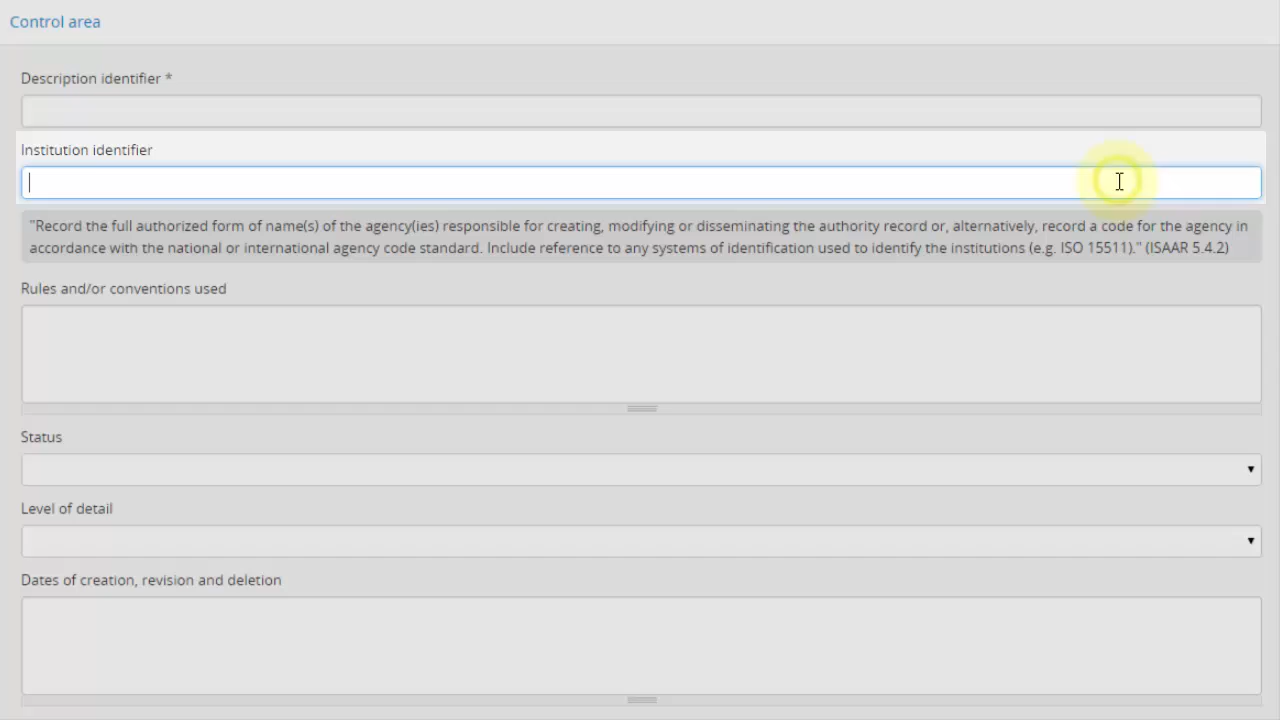 Control area
Description identifier *
Institution identifier
"Record the full authorized form of name(s) of the agency(ies) responsible for creating, modifying or disseminating the authority record or, alternatively, record a code for the agency in
accordance with the national or international agency code standard. Include reference to any systems of identification used to identify the institutions (e.g. ISO 15511)." (ISAAR 5.4.2)
Rules and/or conventions used
Status
Level of detail
Dates of creation, revision and deletion